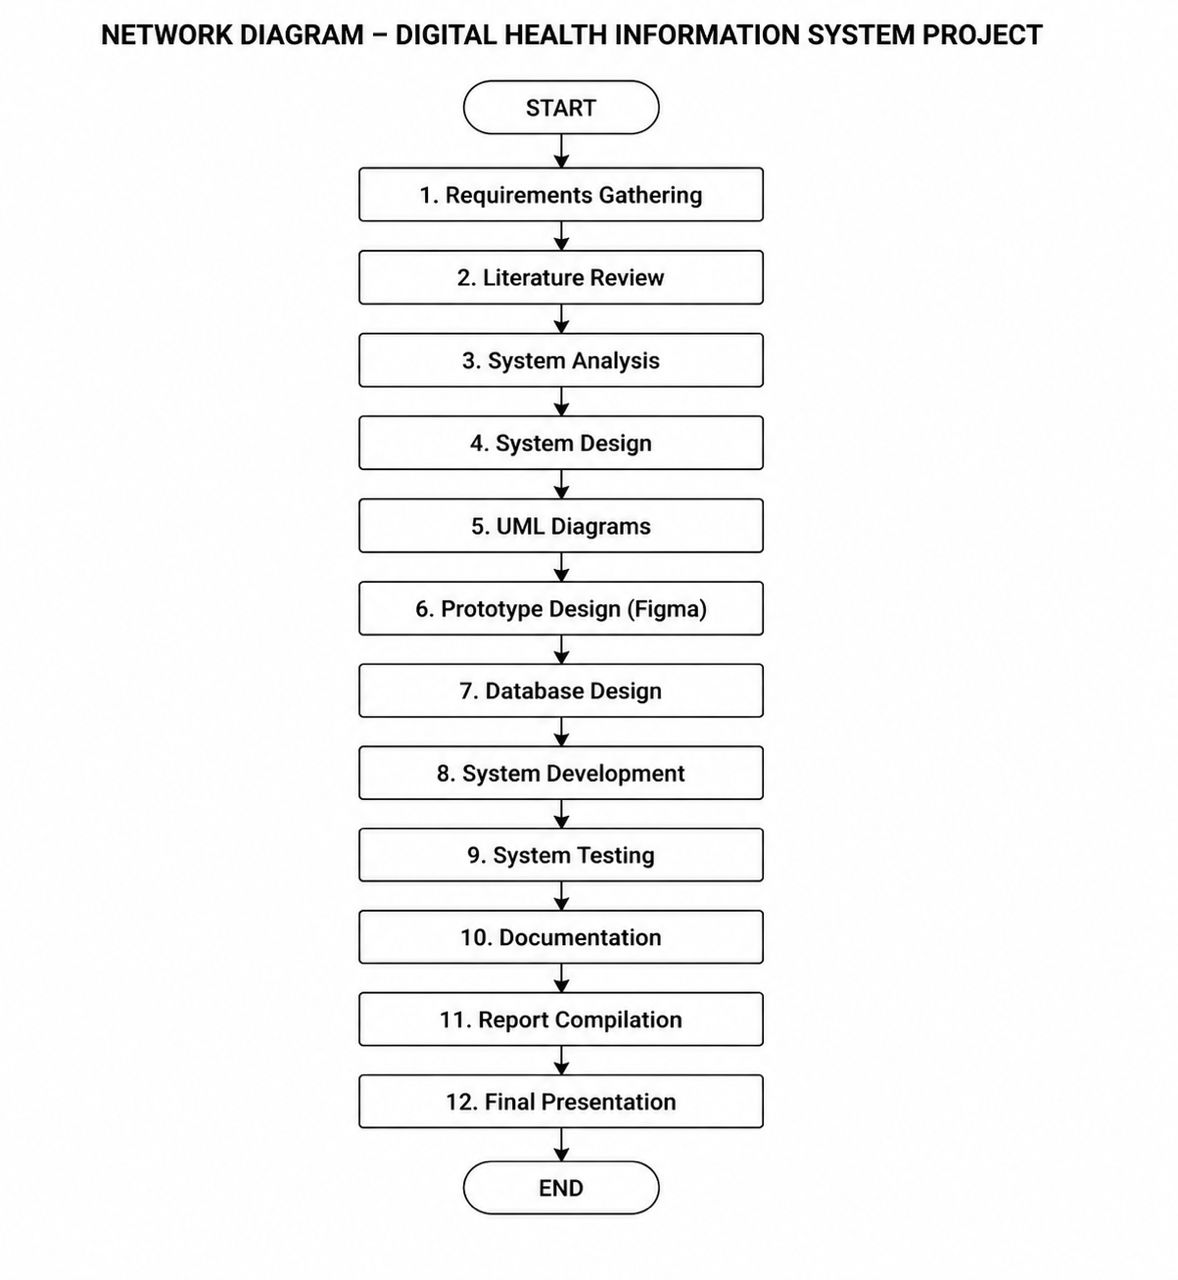 NETWORK DIAGRAM – DIGITAL HEALTH INFORMATION SYSTEM PROJECT
START
1. Requirements Gathering
2. Literature Review
3. System Analysis
4. System Design
5. UML Diagrams
6. Prototype Design (Figma)
7. Database Design
8. System Development
9. System Testing
10. Documentation
11. Report Compilation
12. Final Presentation
END